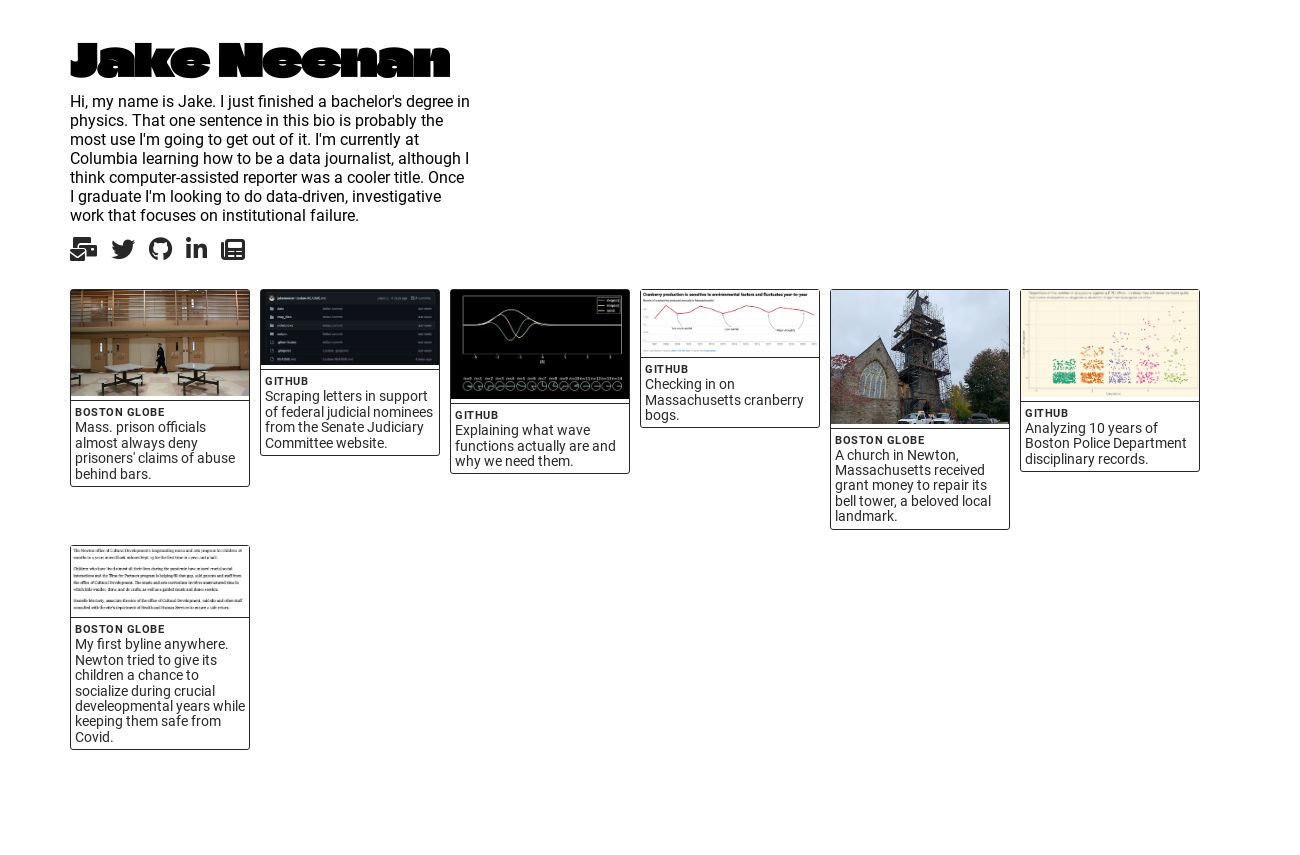 Jake Neenan
Hi, my name is Jake. I just finished a bachelor's degree in
physics. That one sentence in this bio is probably the
most use I'm going to get out of it. I'm currently at
Columbia learning how to be a data journalist, although I
think computer-assisted reporter was a cooler title. Once
I graduate I'm looking to do data-driven, investigative
work that focuses on institutional failure.
BOSTON GLOBE
Mass. prison officials
almost always deny
prisoners' claims of abuse
behind bars.
GITHUB
Scraping letters in support
of federal judicial nominees
from the Senate Judiciary
Committee website.
GITHUB
Explaining what wave
functions actually are and
why we need them.
Cranberry production is sensitive to environmental factors and fluctuates year-to-year
GITHUB
Checking in on
Massachusetts cranberry
bogs.
BOSTON GLOBE
A church in Newton,
Massachusetts received
grant money to repair its
bell tower, a beloved local
landmark.
GITHUB
Analyzing 10 years of
Boston Police Department
disciplinary records.
BOSTON GLOBE
My first byline anywhere.
Newton tried to give its
children a chance to
socialize during crucial
develeopmental years while
keeping them safe from
Covid.